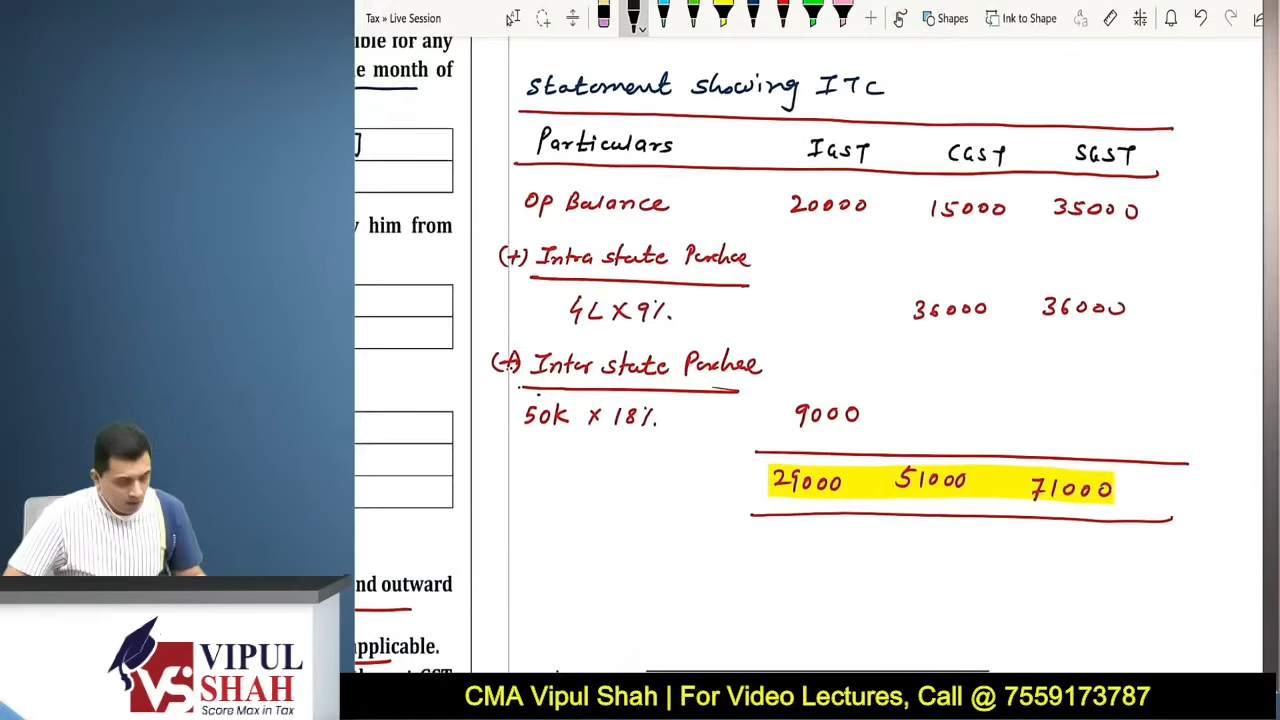 Tax » Live Session
Shapes
Ink to Shape
ible for any
e month of
him from
nd outward
applicable.
Statement showing ITC
Particulars IGST CGST SGST
Op Balance 20000 15000 35000
(+) Intra state Purchase
4L X 9%. 36000 36000
(+) Inter state Purchase
50K × 18%. 9000
29000 51000 71000
VIPUL
SHAH
Score Max in Tax
CMA Vipul Shah | For Video Lectures, Call @ 7559173787